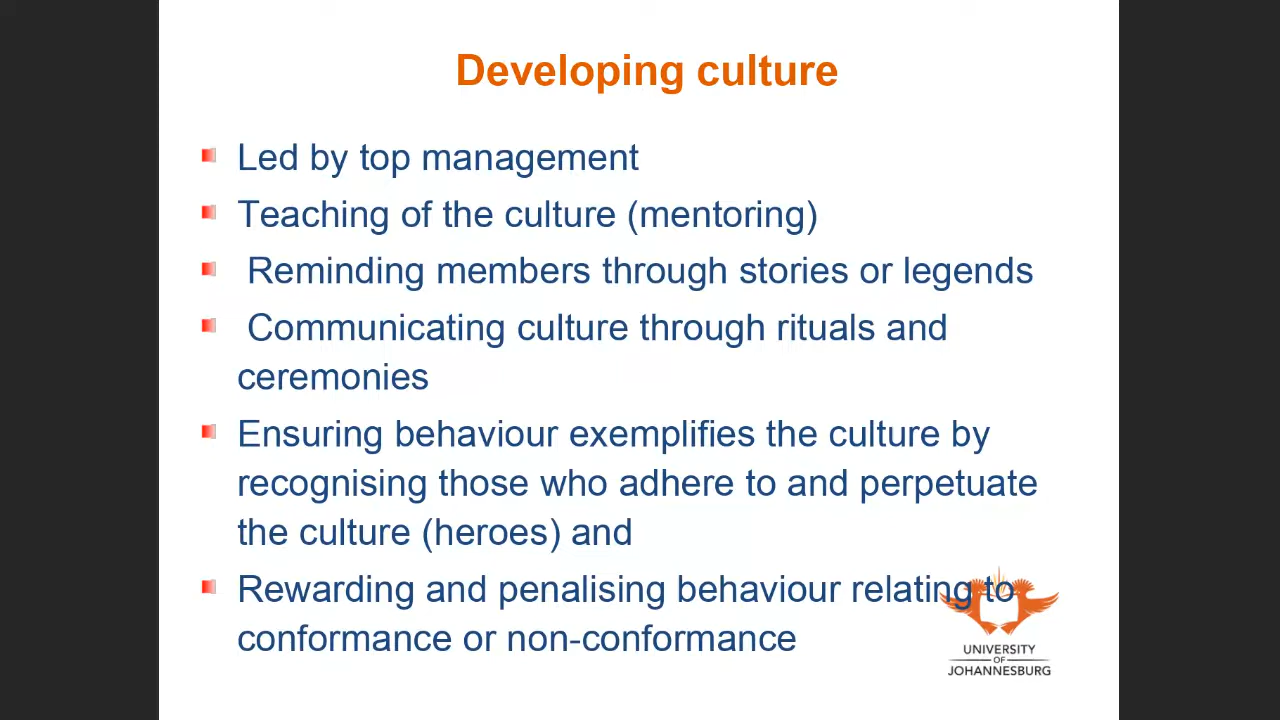 Developing culture
Led by top management
Teaching of the culture (mentoring)
Reminding members through stories or legends
Communicating culture through rituals and
ceremonies
Ensuring behaviour exemplifies the culture by
recognising those who adhere to and perpetuate
the culture (heroes) and
Rewarding and penalising behaviour relating to
conformance or non-conformance
UNIVERSITY
OF
JOHANNESBURG